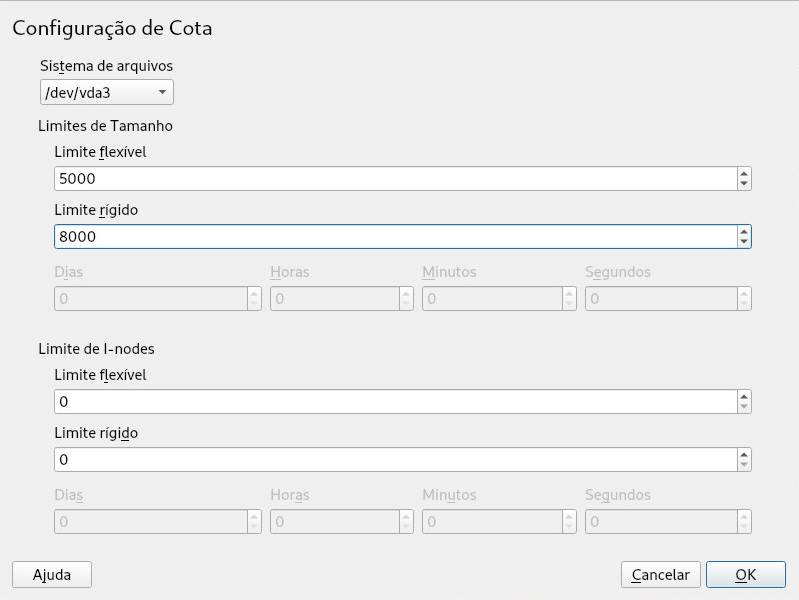 Configuração de Cota
Sistema de arquivos
/dev/vda3
Limites de Tamanho
Limite flexível
5000
Limite rígido
8000
Dias Horas Minutos Segundos
0 0 0 0
Limite de I-nodes
Limite flexível
0
Limite rígido
0
Dias Horas Minutos Segundos
0 0 0 0
Ajuda Cancelar OK